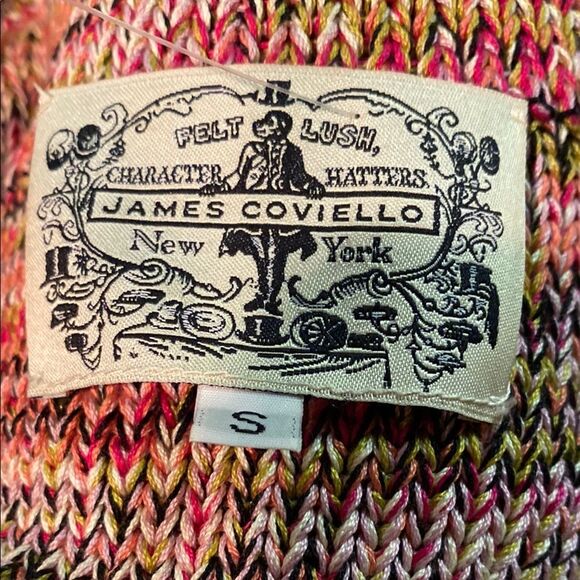 FELT LUSH,
CHARACTER HATTERS,
JAMES COVIELLO
New York
S